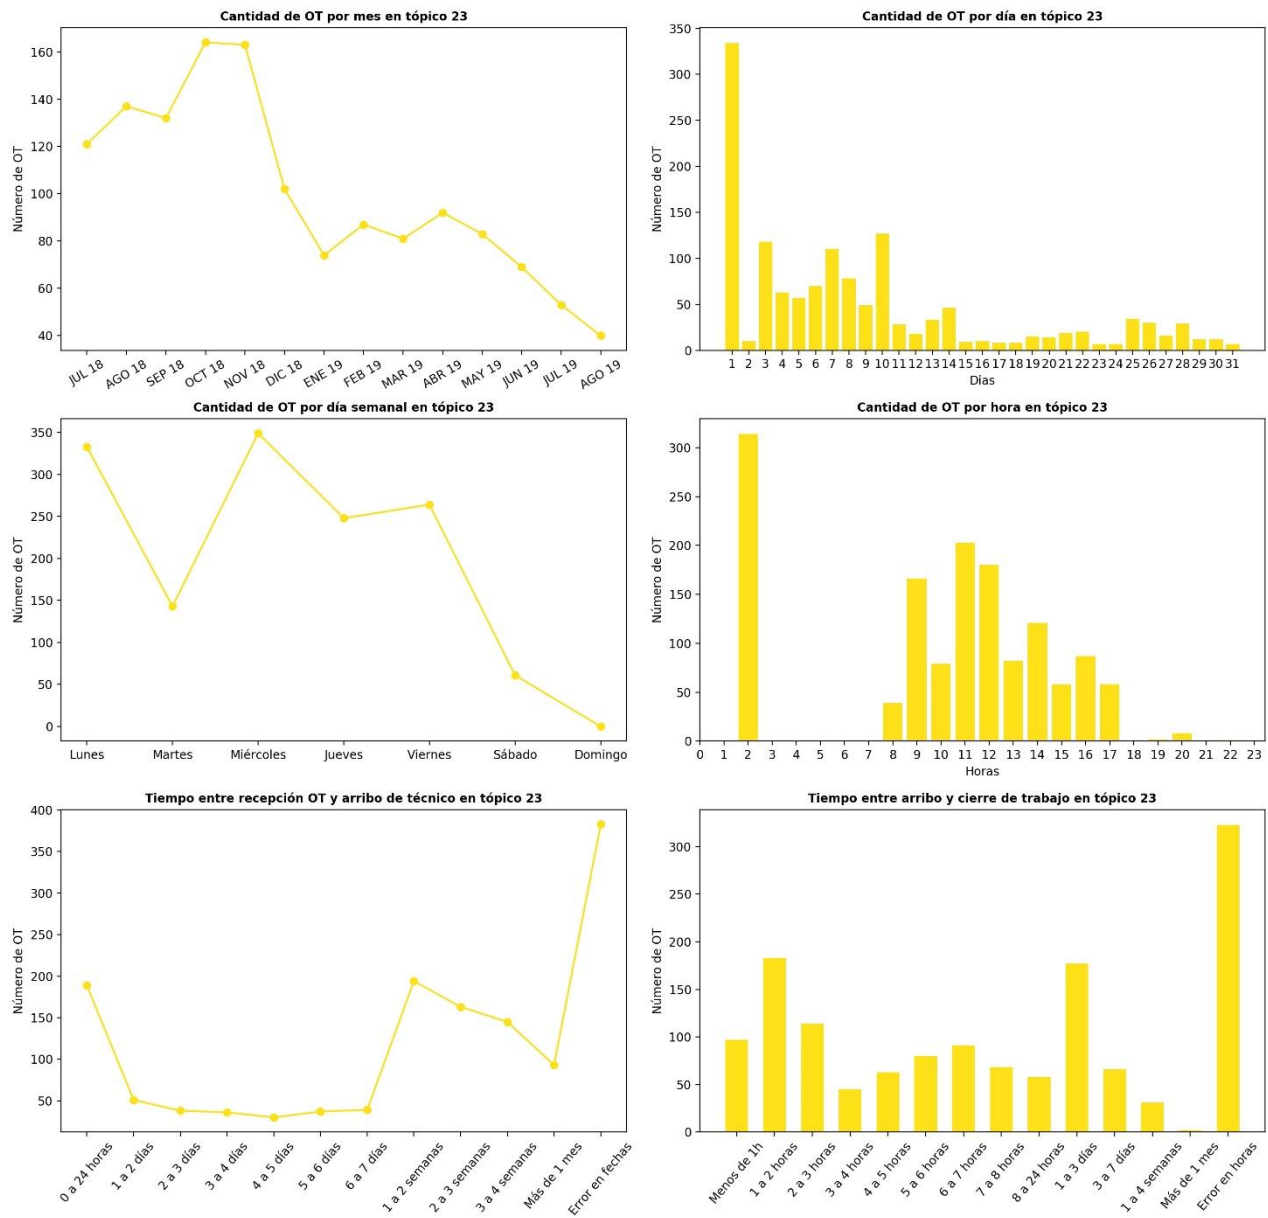 Cantidad de OT por mes en tópico 23
Número de OT
160
140
120
100
80
60
40
JUL 18 AGO 18 SEP 18 OCT 18 NOV 18 DIC 18 ENE 19 FEB 19 MAR 19 ABR 19 MAY 19 JUN 19 JUL 19 AGO 19
Cantidad de OT por día en tópico 23
Número de OT
350
300
250
200
150
100
50
0
1 2 3 4 5 6 7 8 9 10 11 12 13 14 15 16 17 18 19 20 21 22 23 24 25 26 27 28 29 30 31
Dias
Cantidad de OT por día semanal en tópico 23
Número de OT
350
300
250
200
150
100
50
0
Lunes Martes Miércoles Jueves Viernes Sábado Domingo
Cantidad de OT por hora en tópico 23
Número de OT
300
250
200
150
100
50
0
0 1 2 3 4 5 6 7 8 9 10 11 12 13 14 15 16 17 18 19 20 21 22 23
Horas
Tiempo entre recepción OT y arribo de técnico en tópico 23
Número de OT
400
350
300
250
200
150
100
50
0 a 24 horas 1 a 2 días 2 a 3 días 3 a 4 días 4 a 5 días 5 a 6 días 6 a 7 días 1 a 2 semanas 2 a 3 semanas 3 a 4 semanas Más de 1 mes Error en fechas
Tiempo entre arribo y cierre de trabajo en tópico 23
Número de OT
300
250
200
150
100
50
0
Menos de 1h 1 a 2 horas 2 a 3 horas 3 a 4 horas 4 a 5 horas 5 a 6 horas 6 a 7 horas 7 a 8 horas 8 a 24 horas 1 a 3 días 3 a 7 días 1 a 4 semanas Más de 1 mes Error en horas